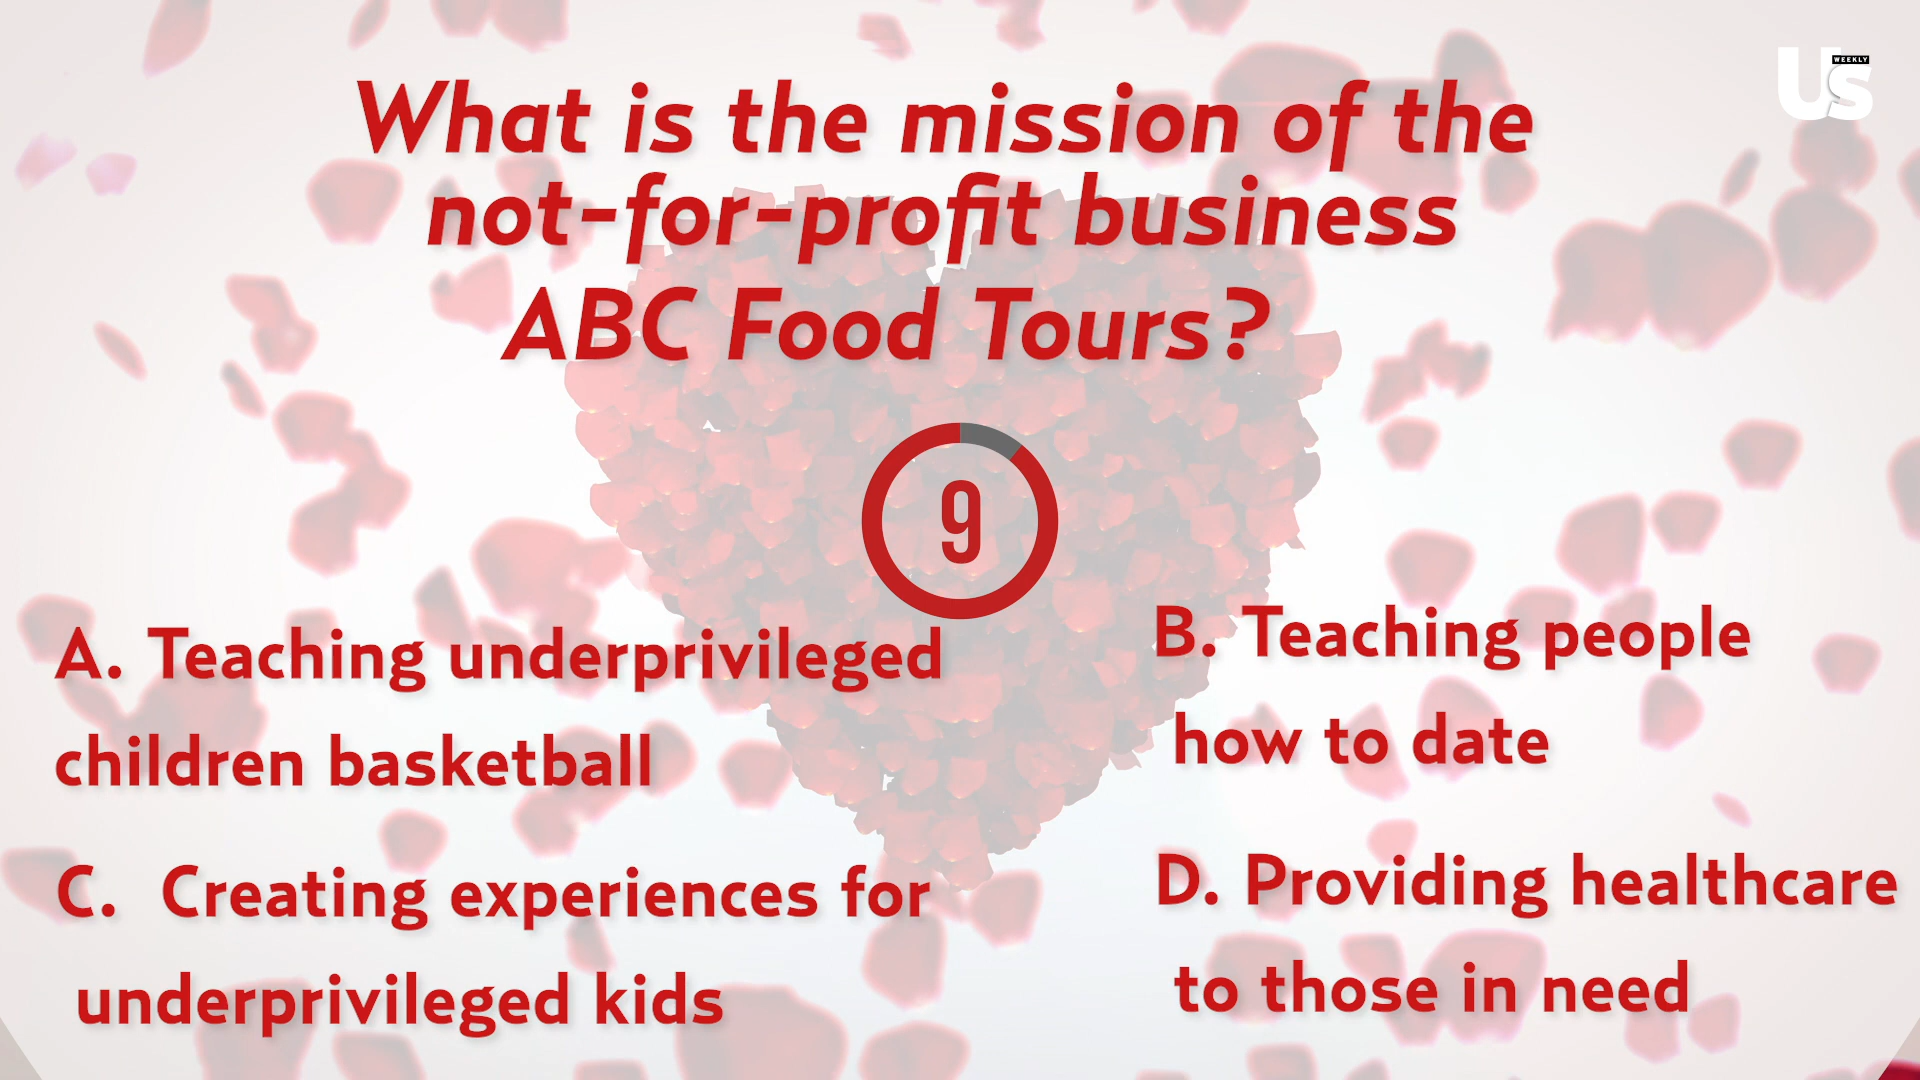 Us
WEEKLY
What is the mission of the
not-for-profit business
ABC Food Tours?
9
A. Teaching underprivileged
children basketball
B. Teaching people
how to date
C. Creating experiences for
underprivileged kids
D. Providing healthcare
to those in need